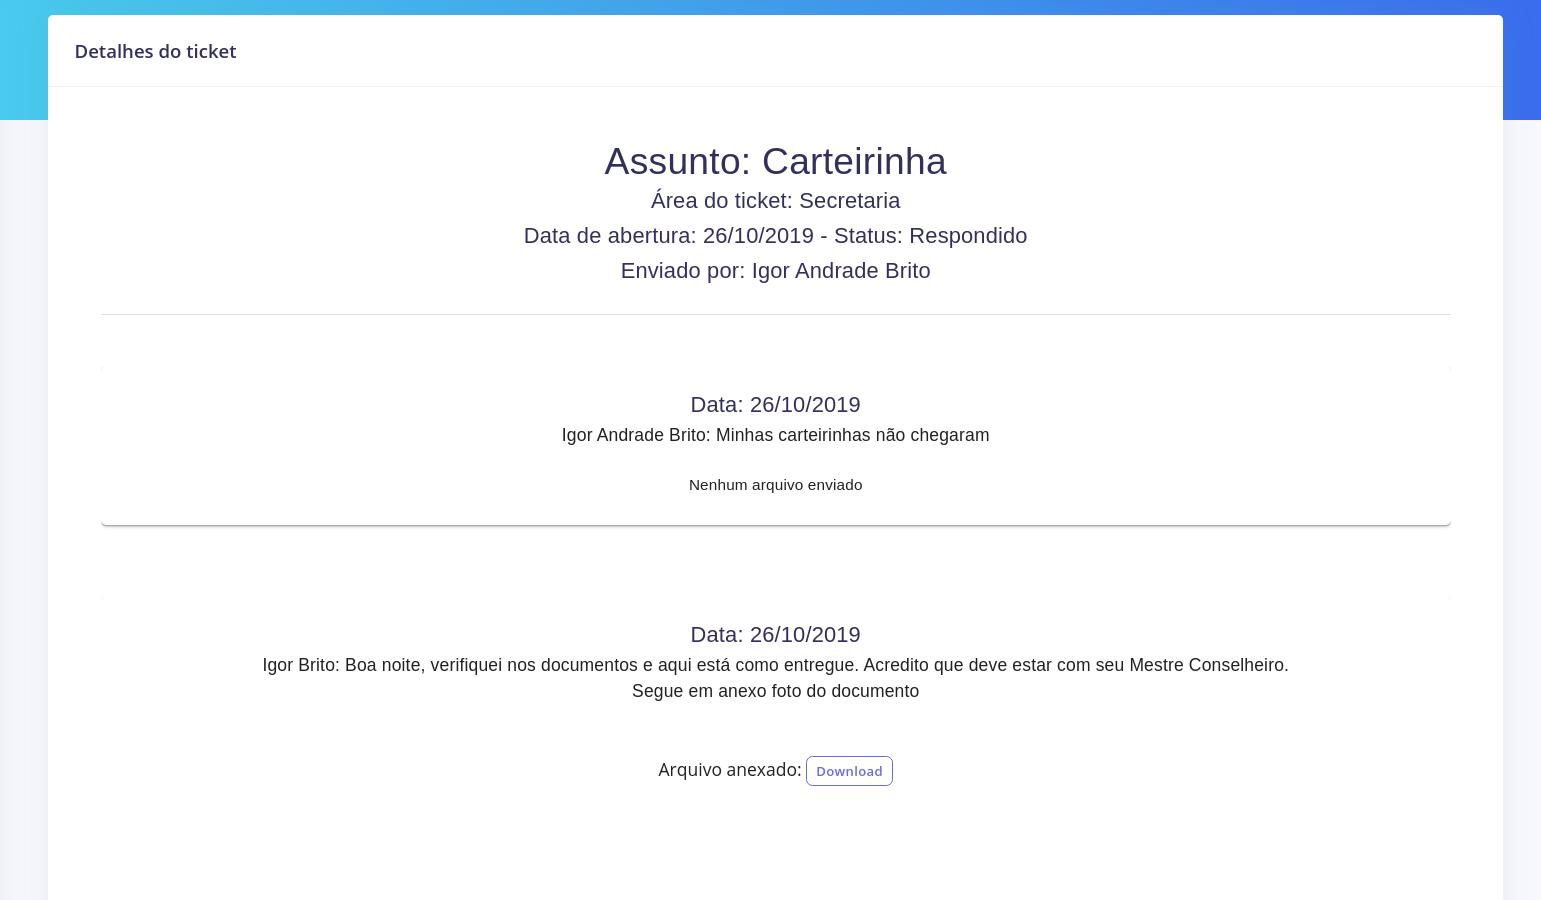 Detalhes do ticket
Assunto: Carteirinha
Área do ticket: Secretaria
Data de abertura: 26/10/2019 - Status: Respondido
Enviado por: Igor Andrade Brito
Data: 26/10/2019
Igor Andrade Brito: Minhas carteirinhas não chegaram
Nenhum arquivo enviado
Data: 26/10/2019
Igor Brito: Boa noite, verifiquei nos documentos e aqui está como entregue. Acredito que deve estar com seu Mestre Conselheiro.
Segue em anexo foto do documento
Arquivo anexado: Download